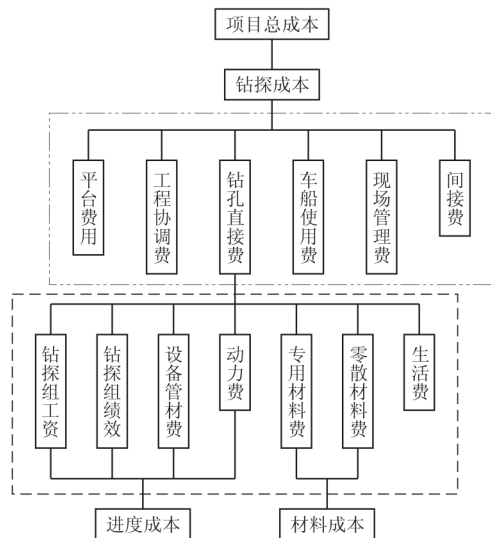 项目总成本
钻探成本
平台费用
工程协调费
钻孔直接费
车船使用费
现场管理费
间接费
钻探组工资
钻探组绩效
设备管材费
动力费
专用材料费
零散材料费
生活费
进度成本
材料成本